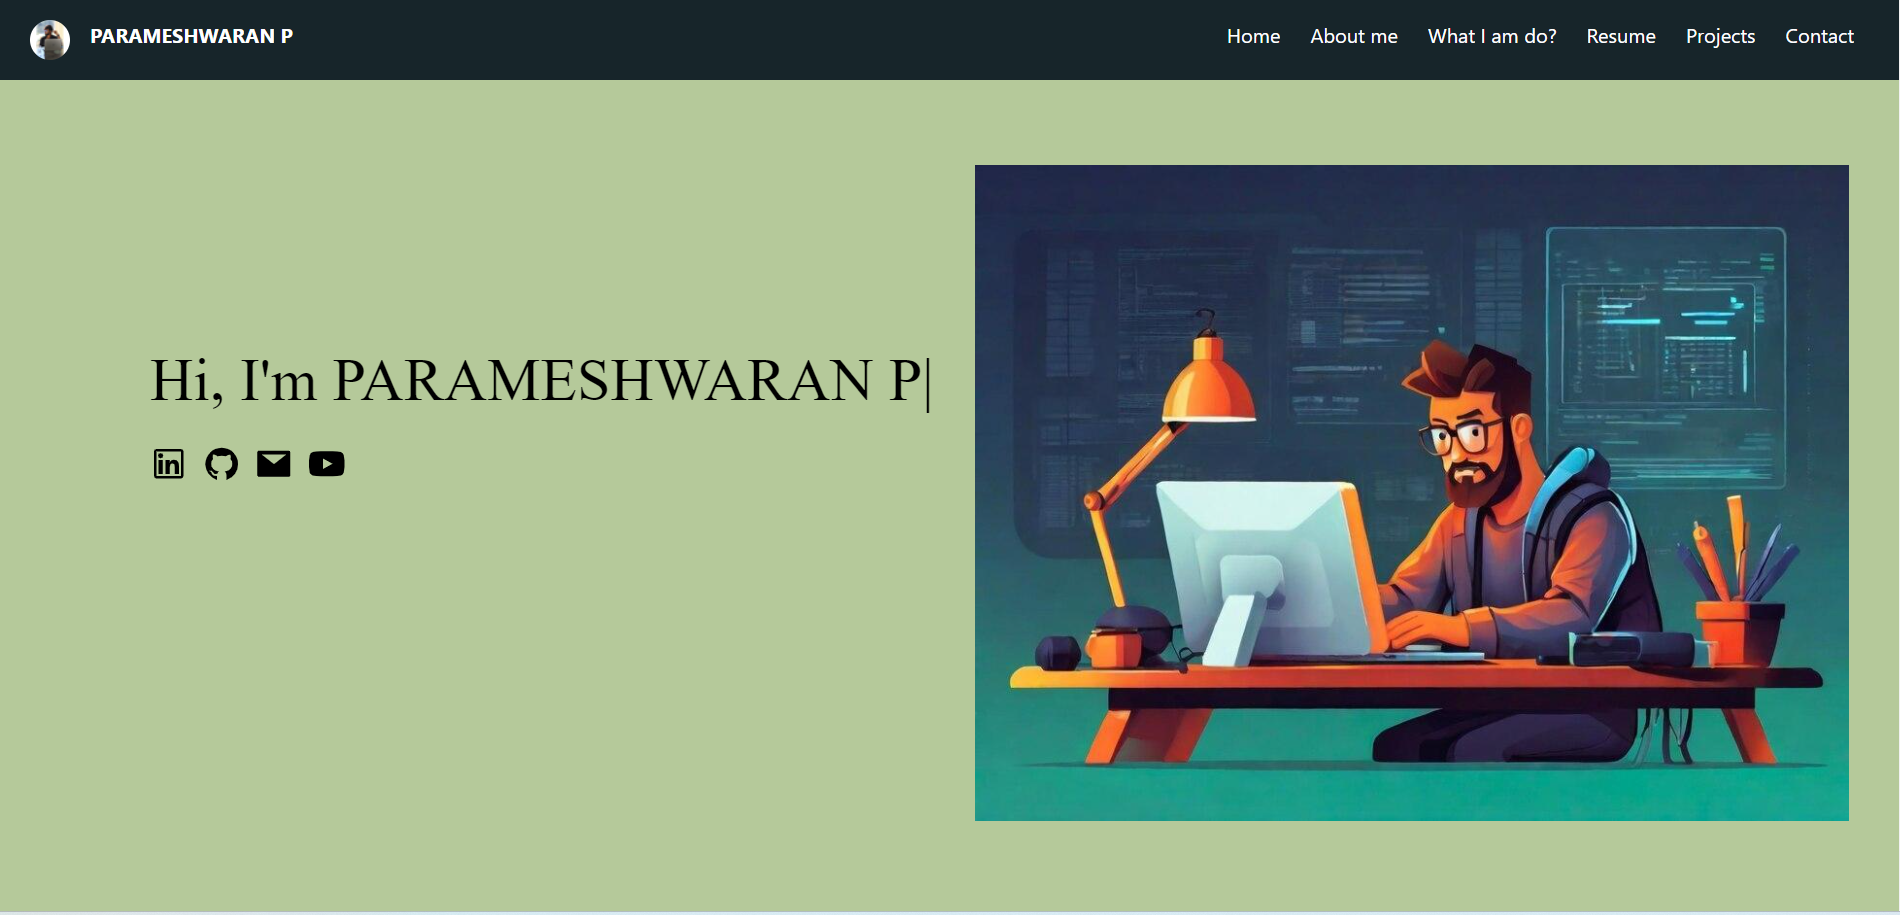 PARAMESHWARAN P
Home About me What I am do? Resume Projects Contact
Hi, I'm PARAMESHWARAN P|
in